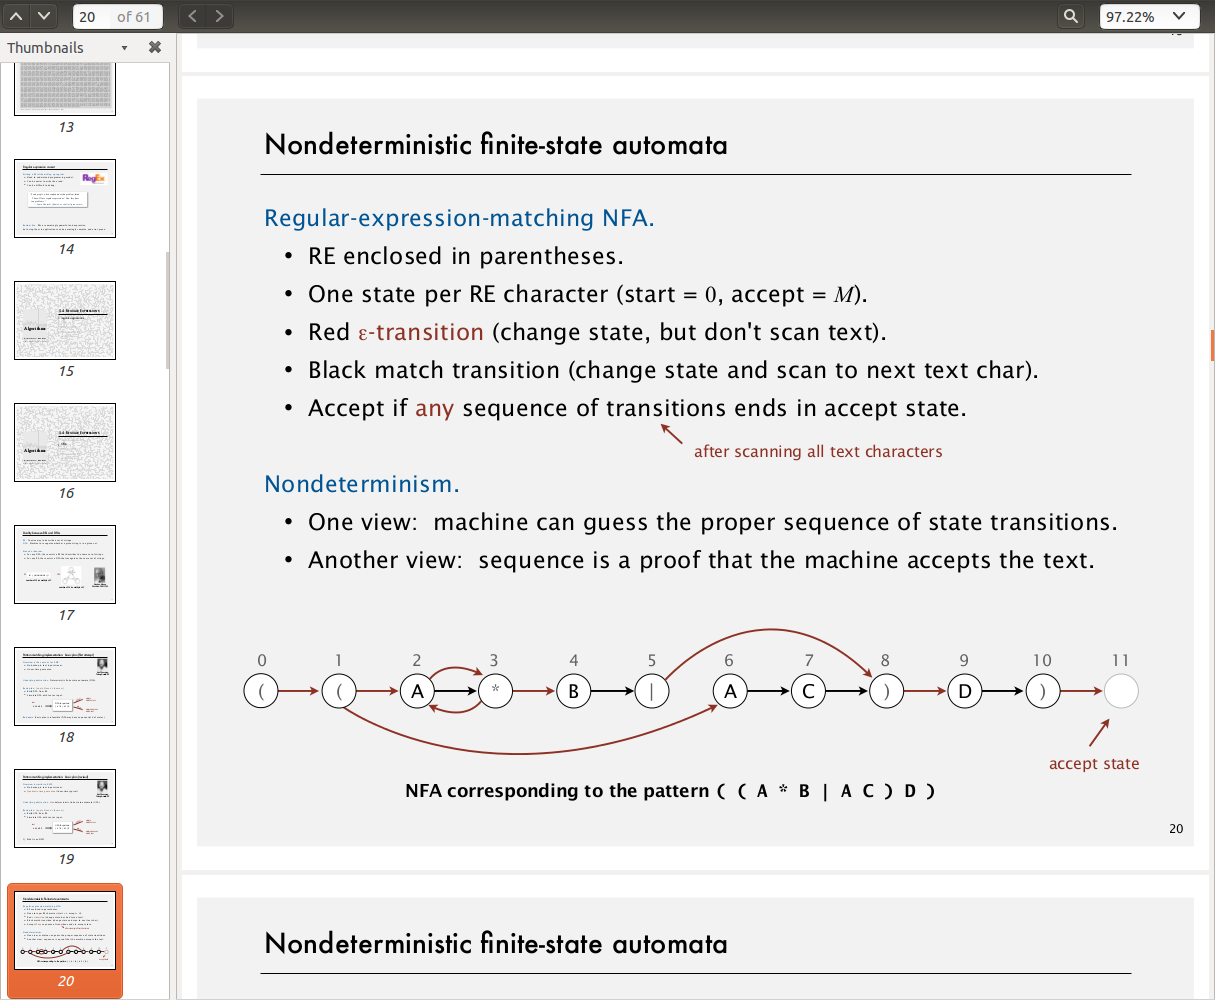 20 of 61
97.22%
Thumbnails
13
RegEx
14
Algorithms
15
Algorithms
16
17
18
19
20
Nondeterministic finite-state automata
Regular-expression-matching NFA.
• RE enclosed in parentheses.
• One state per RE character (start = 0, accept = M).
• Red ε-transition (change state, but don't scan text).
• Black match transition (change state and scan to next text char).
• Accept if any sequence of transitions ends in accept state.
after scanning all text characters
Nondeterminism.
• One view: machine can guess the proper sequence of state transitions.
• Another view: sequence is a proof that the machine accepts the text.
0 1 2 3 4 5 6 7 8 9 10 11
( ( A * B | A C ) D )
accept state
NFA corresponding to the pattern ( ( A * B | A C ) D )
20
Nondeterministic finite-state automata